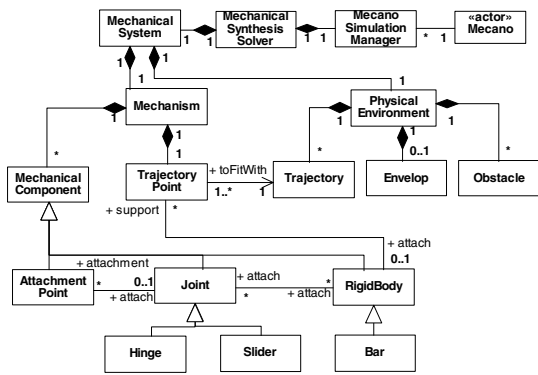 Mechanical
System
1
1
Mechanical
Synthesis
Solver
1
1
Mecano
Simulation
Manager
*
1
«actor»
Mecano
1
1
1
1
Mechanism
1
1
Physical
Environment
1
1
1
*
*
*
0..1
*
Mechanical
Component
Trajectory
Point
+ toFitWith
1..*
1
Trajectory
Envelop
Obstacle
+ support
*
+ attach
0..1
+ attachment
Attachment
Point
*
0..1
+ attach
Joint
+ attach
*
*
+ attach
RigidBody
Hinge
Slider
Bar